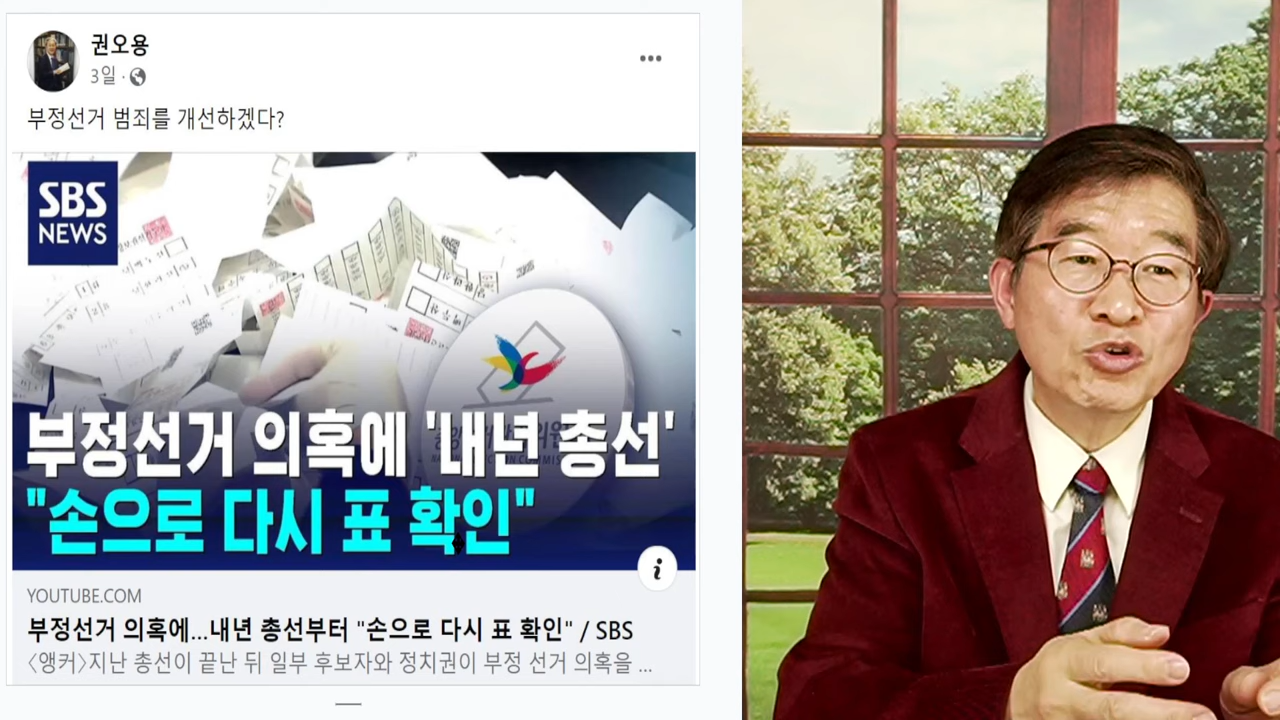 권오용
3일
부정선거 범죄를 개선하겠다?
SBS
NEWS
부정선거 의혹에 '내년 총선'
"손으로 다시 표 확인"
YOUTUBE.COM
부정선거 의혹에...내년 총선부터 "손으로 다시 표 확인" / SBS
〈앵커〉지난 총선이 끝난 뒤 일부 후보자와 정치권이 부정 선거 의혹을 ...